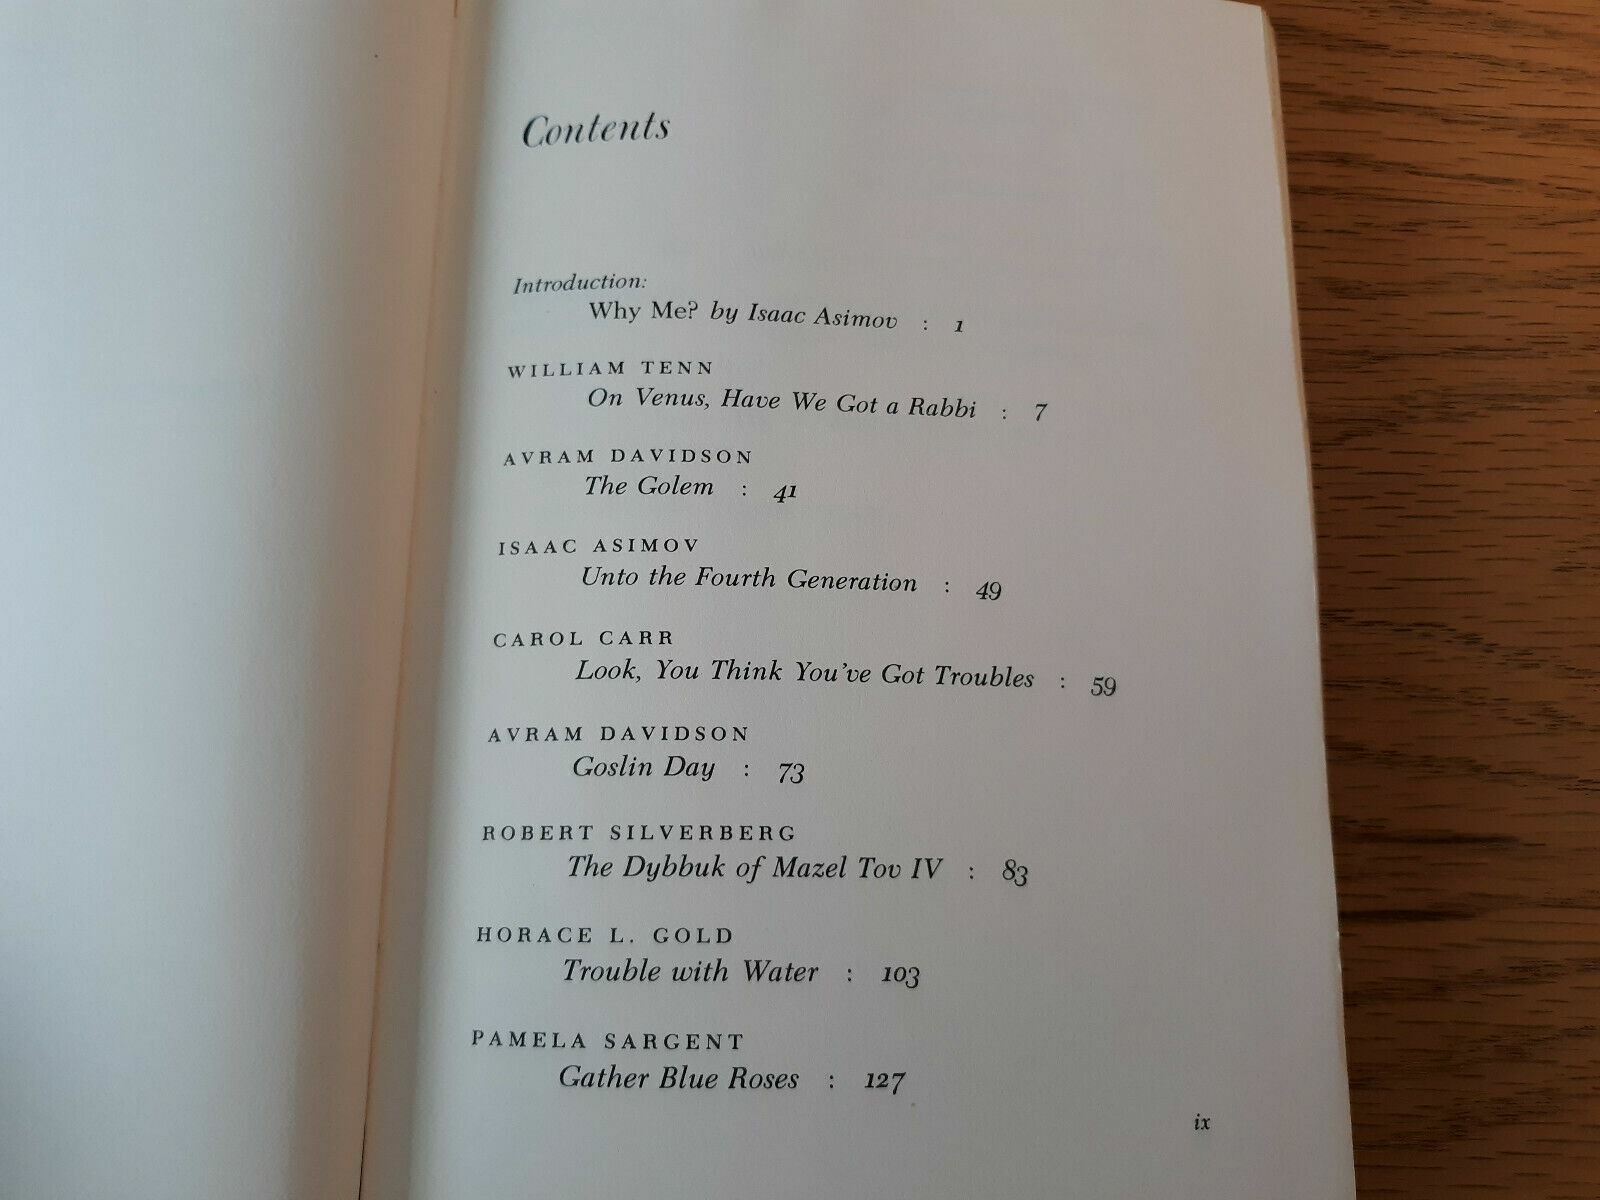 Contents
Introduction:
Why Me? by Isaac Asimov : 1
WILLIAM TENN
On Venus, Have We Got a Rabbi : 7
AVRAM DAVIDSON
The Golem : 41
ISAAC ASIMOV
Unto the Fourth Generation : 49
CAROL CARR
Look, You Think You've Got Troubles : 59
AVRAM DAVIDSON
Goslin Day : 73
ROBERT SILVERBERG
The Dybbuk of Mazel Tov IV : 83
HORACE L. GOLD
Trouble with Water : 103
PAMELA SARGENT
Gather Blue Roses : 127
ix